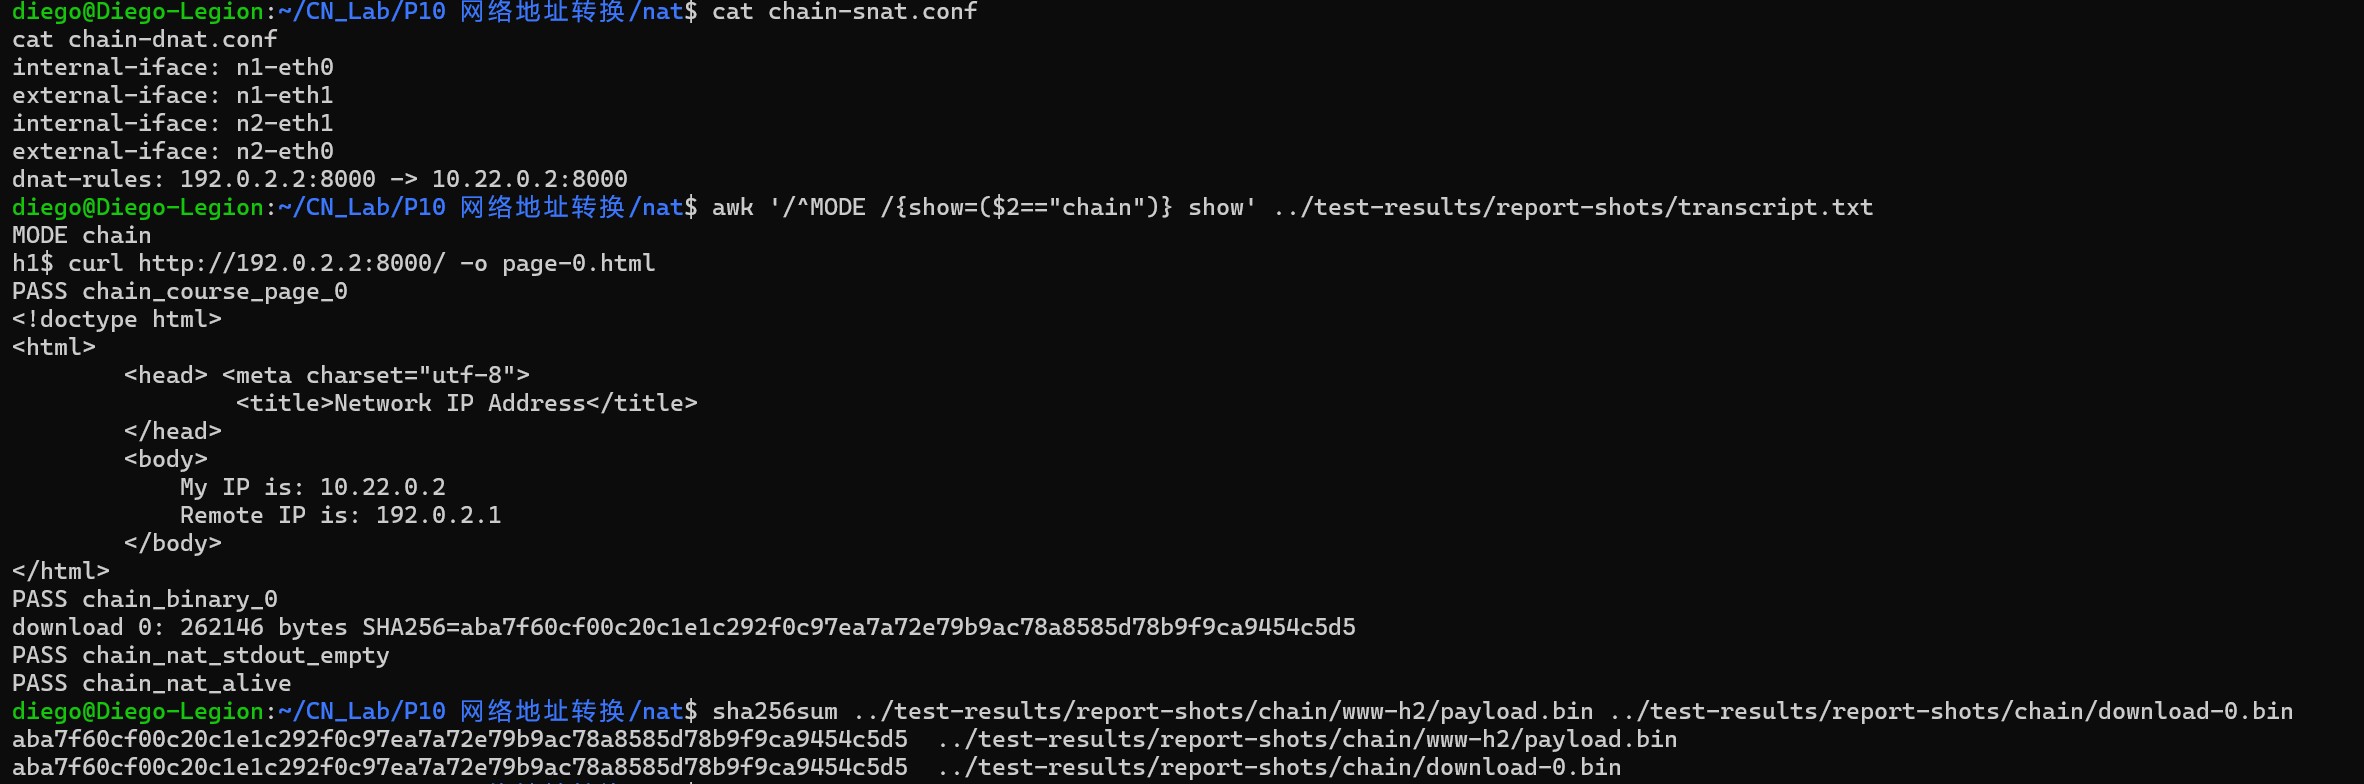 diego@Diego-Legion:~/CN_Lab/P10 网络地址转换/nat$ cat chain-snat.conf
cat chain-dnat.conf
internal-iface: n1-eth0
external-iface: n1-eth1
internal-iface: n2-eth1
external-iface: n2-eth0
dnat-rules: 192.0.2.2:8000 -> 10.22.0.2:8000
diego@Diego-Legion:~/CN_Lab/P10 网络地址转换/nat$ awk '/^MODE /{show=($2=="chain")} show' ../test-results/report-shots/transcript.txt
MODE chain
h1$ curl http://192.0.2.2:8000/ -o page-0.html
PASS chain_course_page_0
<!doctype html>
<html>
        <head> <meta charset="utf-8">
                <title>Network IP Address</title>
        </head>
        <body>
            My IP is: 10.22.0.2
            Remote IP is: 192.0.2.1
        </body>
</html>
PASS chain_binary_0
download 0: 262146 bytes SHA256=aba7f60cf00c20c1e1c292f0c97ea7a72e79b9ac78a8585d78b9f9ca9454c5d5
PASS chain_nat_stdout_empty
PASS chain_nat_alive
diego@Diego-Legion:~/CN_Lab/P10 网络地址转换/nat$ sha256sum ../test-results/report-shots/chain/www-h2/payload.bin ../test-results/report-shots/chain/download-0.bin
aba7f60cf00c20c1e1c292f0c97ea7a72e79b9ac78a8585d78b9f9ca9454c5d5  ../test-results/report-shots/chain/www-h2/payload.bin
aba7f60cf00c20c1e1c292f0c97ea7a72e79b9ac78a8585d78b9f9ca9454c5d5  ../test-results/report-shots/chain/download-0.bin